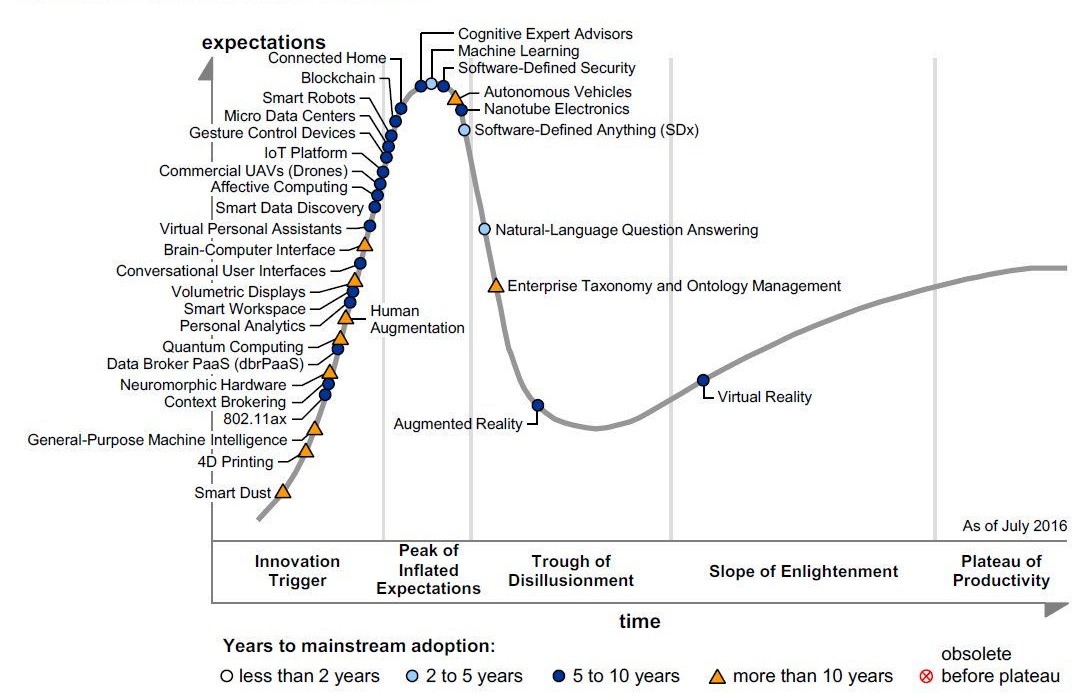 expectations
Cognitive Expert Advisors
Machine Learning
Connected Home
Software-Defined Security
Blockchain
Autonomous Vehicles
Smart Robots
Nanotube Electronics
Micro Data Centers
Software-Defined Anything (SDx)
Gesture Control Devices
IoT Platform
Commercial UAVs (Drones)
Affective Computing
Smart Data Discovery
Virtual Personal Assistants
Natural-Language Question Answering
Brain-Computer Interface
Conversational User Interfaces
Volumetric Displays
Enterprise Taxonomy and Ontology Management
Smart Workspace
Personal Analytics
Human
Augmentation
Quantum Computing
Data Broker PaaS (dbrPaaS)
Neuromorphic Hardware
Context Brokering
Virtual Reality
802.11ax
Augmented Reality
General-Purpose Machine Intelligence
4D Printing
Smart Dust
As of July 2016
Innovation
Trigger
Peak of
Inflated
Expectations
Trough of
Disillusionment
Slope of Enlightenment
Plateau of
Productivity
time
Years to mainstream adoption:
less than 2 years
2 to 5 years
5 to 10 years
more than 10 years
obsolete
before plateau